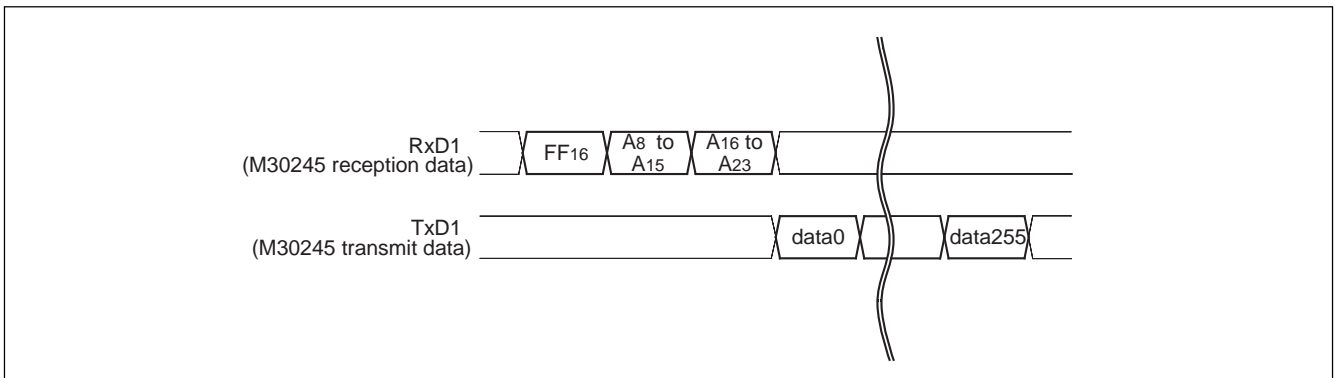 RxD1
(M30245 reception data)
FF16
A8 to
A15
A16 to
A23
TxD1
(M30245 transmit data)
data0
data255